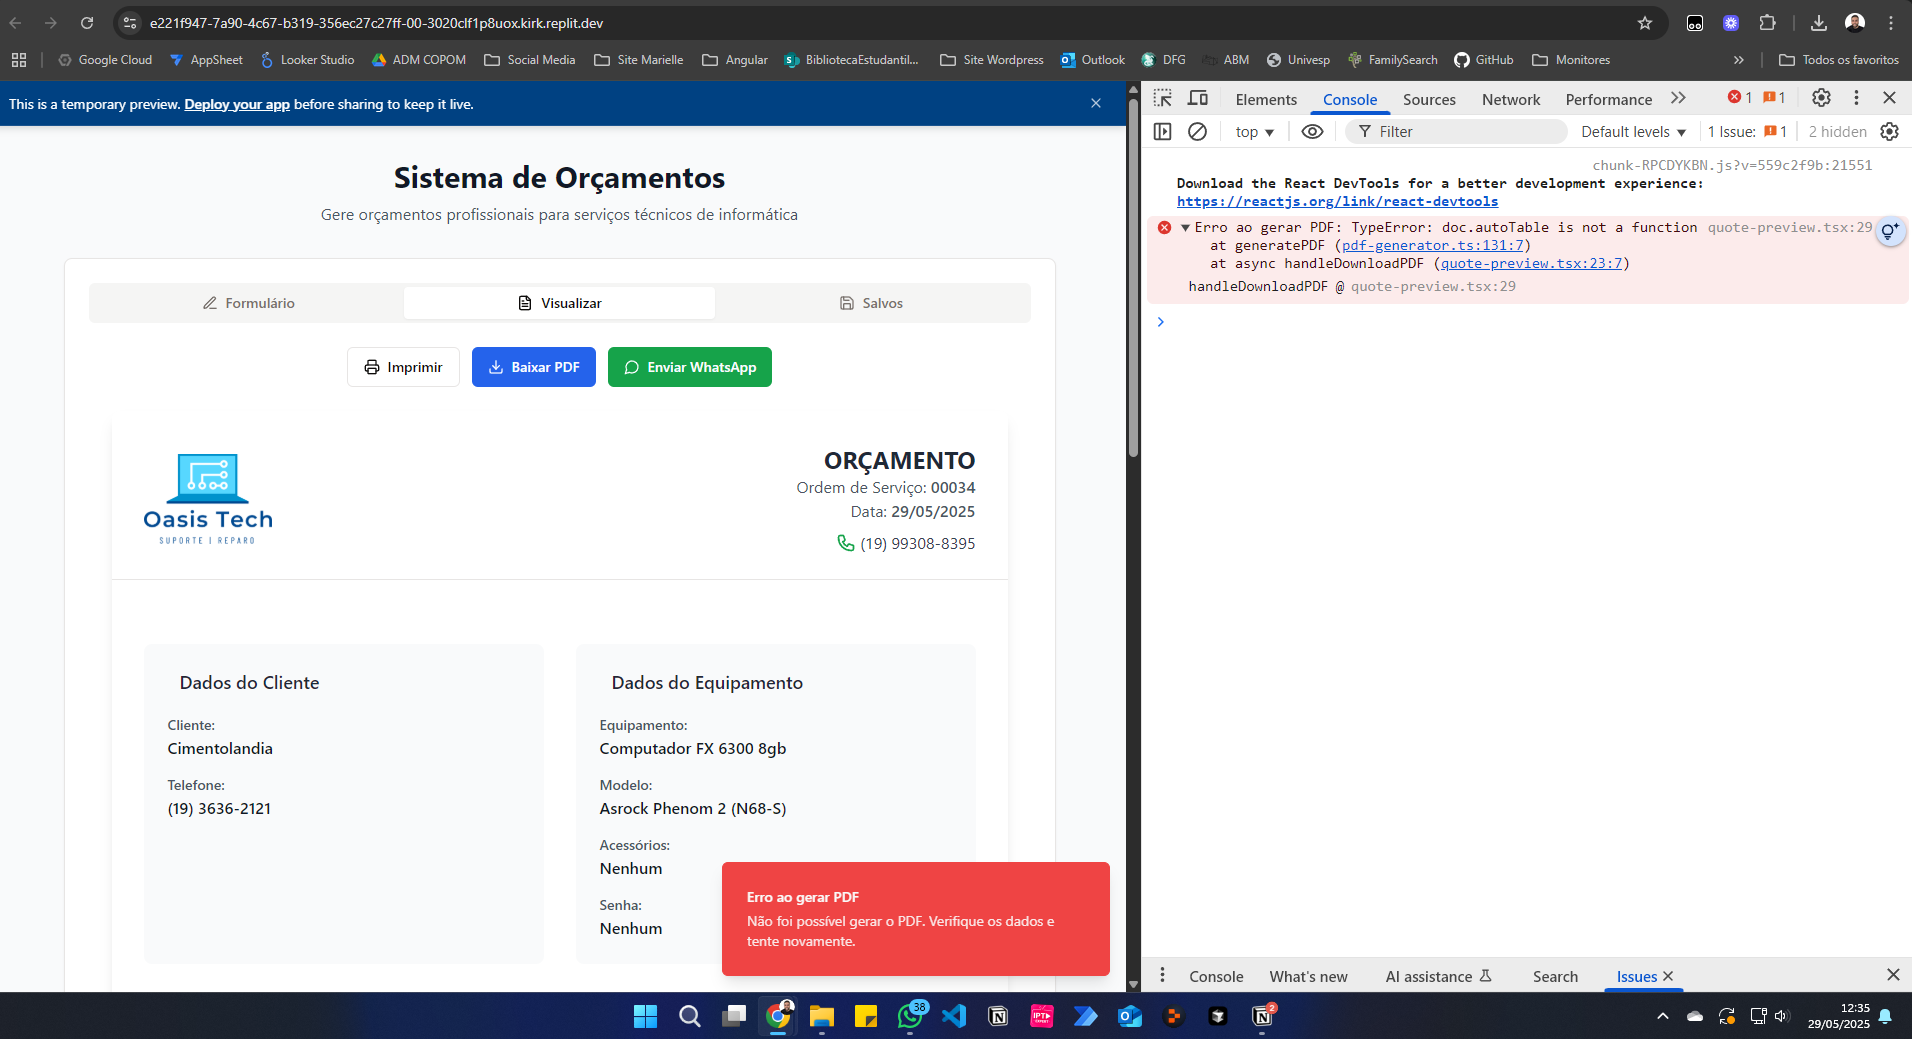 e221f947-7a90-4c67-b319-356ec27c27ff-00-3020clf1p8uox.kirk.replit.dev
Google Cloud AppSheet Looker Studio ADM COPOM Social Media Site Marielle Angular BibliotecaEstudantil... Site Wordpress Outlook DFG ABM Univesp FamilySearch GitHub Monitores » Todos os favoritos
This is a temporary preview. Deploy your app before sharing to keep it live.
Sistema de Orçamentos
Gere orçamentos profissionais para serviços técnicos de informática
Formulário Visualizar Salvos
Imprimir Baixar PDF Enviar WhatsApp
Oasis Tech
SUPORTE | REPARO
ORÇAMENTO
Ordem de Serviço: 00034
Data: 29/05/2025
(19) 99308-8395
Dados do Cliente
Cliente:
Cimentolandia
Telefone:
(19) 3636-2121
Dados do Equipamento
Equipamento:
Computador FX 6300 8gb
Modelo:
Asrock Phenom 2 (N68-S)
Acessórios:
Nenhum
Senha:
Nenhum
Erro ao gerar PDF
Não foi possível gerar o PDF. Verifique os dados e
tente novamente.
Elements Console Sources Network Performance 1 1
top Filter Default levels 1 Issue: 1 2 hidden
chunk-RPCDYKBN.js?v=559c2f9b:21551
Download the React DevTools for a better development experience:
https://reactjs.org/link/react-devtools
Erro ao gerar PDF: TypeError: doc.autoTable is not a function quote-preview.tsx:29
at generatePDF (pdf-generator.ts:131:7)
at async handleDownloadPDF (quote-preview.tsx:23:7)
handleDownloadPDF @ quote-preview.tsx:29
Console What's new AI assistance Search Issues
38
2
12:35
29/05/2025